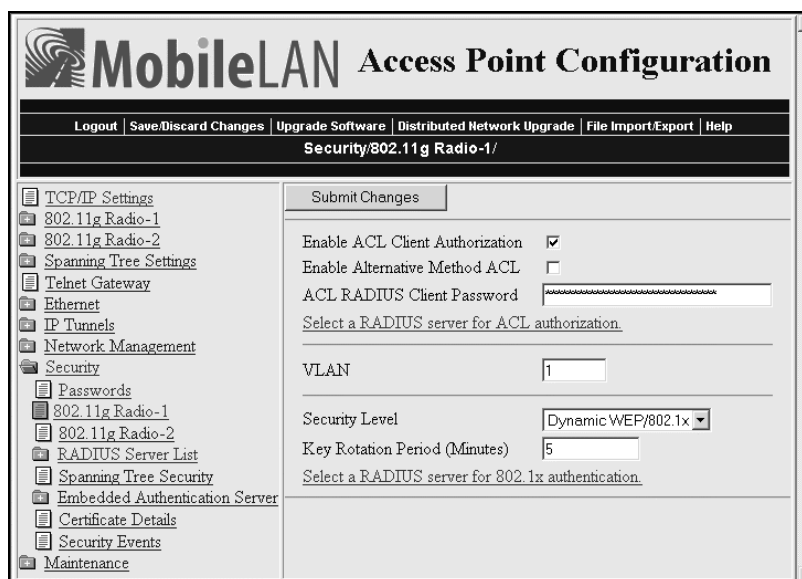 MobileLAN Access Point Configuration
Logout | Save/Discard Changes | Upgrade Software | Distributed Network Upgrade | File Import/Export | Help
Security/802.11g Radio-1/
TCP/IP Settings
802.11g Radio-1
802.11g Radio-2
Spanning Tree Settings
Telnet Gateway
Ethernet
IP Tunnels
Network Management
Security
Passwords
802.11g Radio-1
802.11g Radio-2
RADIUS Server List
Spanning Tree Security
Embedded Authentication Server
Certificate Details
Security Events
Maintenance
Submit Changes
Enable ACL Client Authorization
Enable Alternative Method ACL
ACL RADIUS Client Password
Select a RADIUS server for ACL authorization.
VLAN 1
Security Level Dynamic WEP/802.1x
Key Rotation Period (Minutes) 5
Select a RADIUS server for 802.1x authentication.